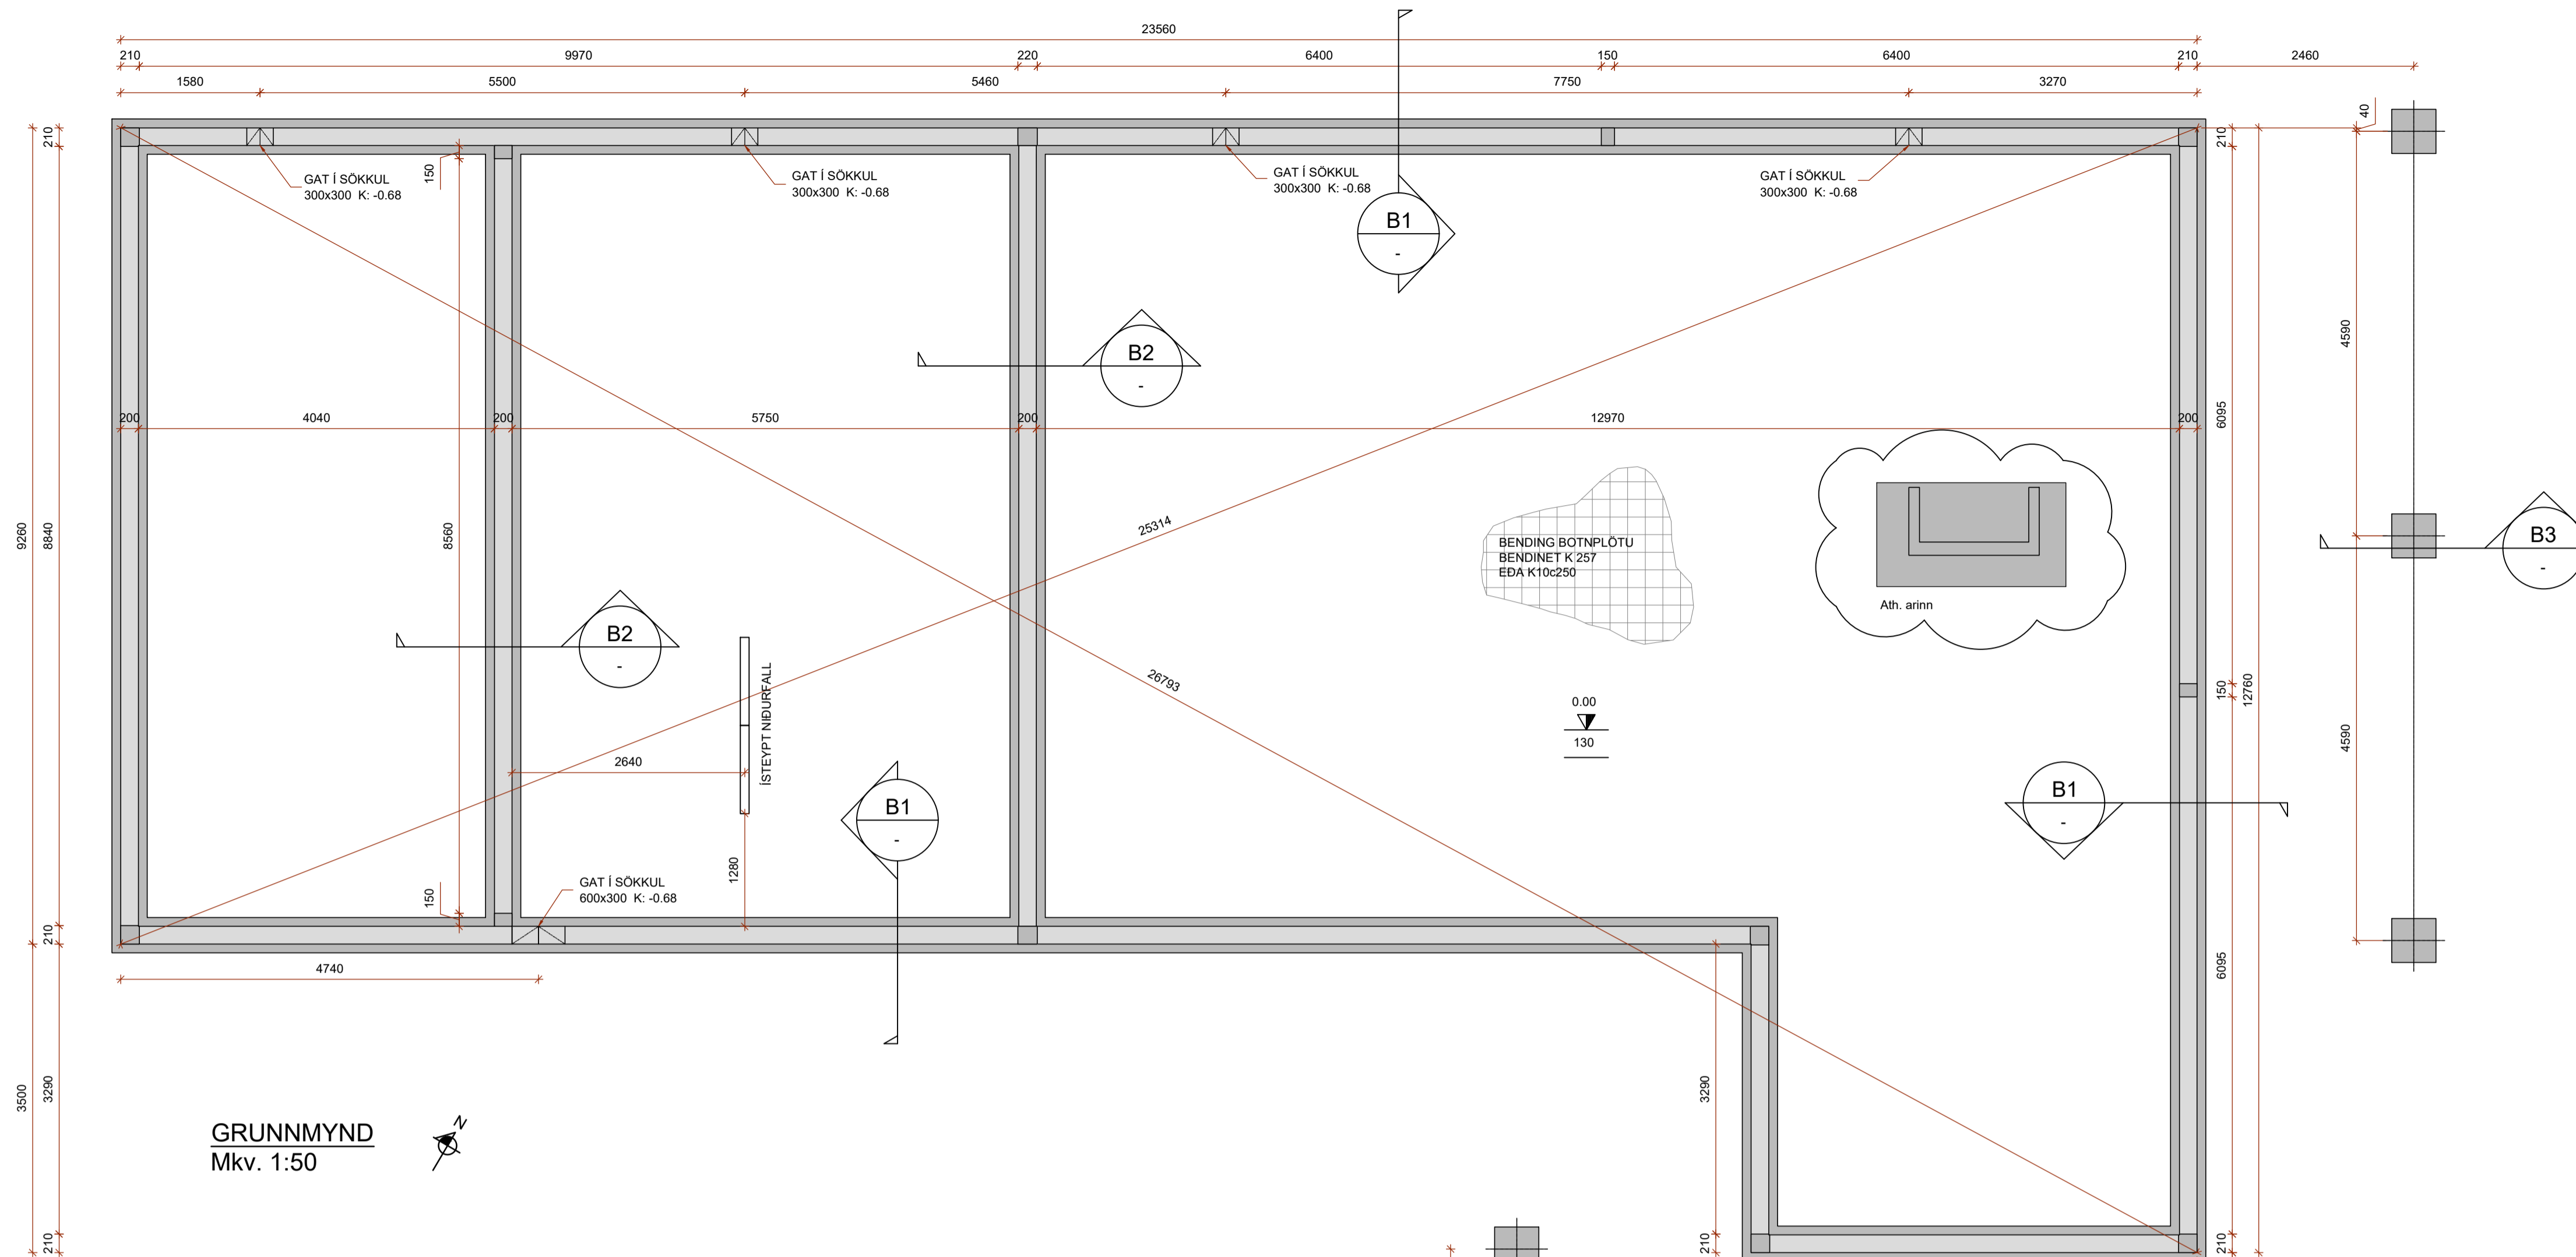 23560
210 9970 220 6400 150 6400 210 2460
1580 5500 5460 7750 3270
40
210
210
210
150
GAT Í SÖKKUL
300x300 K: -0.68
GAT Í SÖKKUL
300x300 K: -0.68
GAT Í SÖKKUL
300x300 K: -0.68
GAT Í SÖKKUL
300x300 K: -0.68
B1
-
B2
-
4590
200 4040 200 5750 200 12970 200
6095
9260
8840
8560
25314
BENDING BOTNPLÖTU
BENDINET K 257
EÐA K10c250
Ath. arinn
B3
-
B2
-
ÍSTEYPT NIÐURFALL
26793
0.00
130
150
12760
4590
2640
B1
-
B1
-
1280
GAT Í SÖKKUL
600x300 K: -0.68
150
210
4740
6095
3500
3290
3290
GRUNNMYND
Mkv. 1:50
N
210
210
210